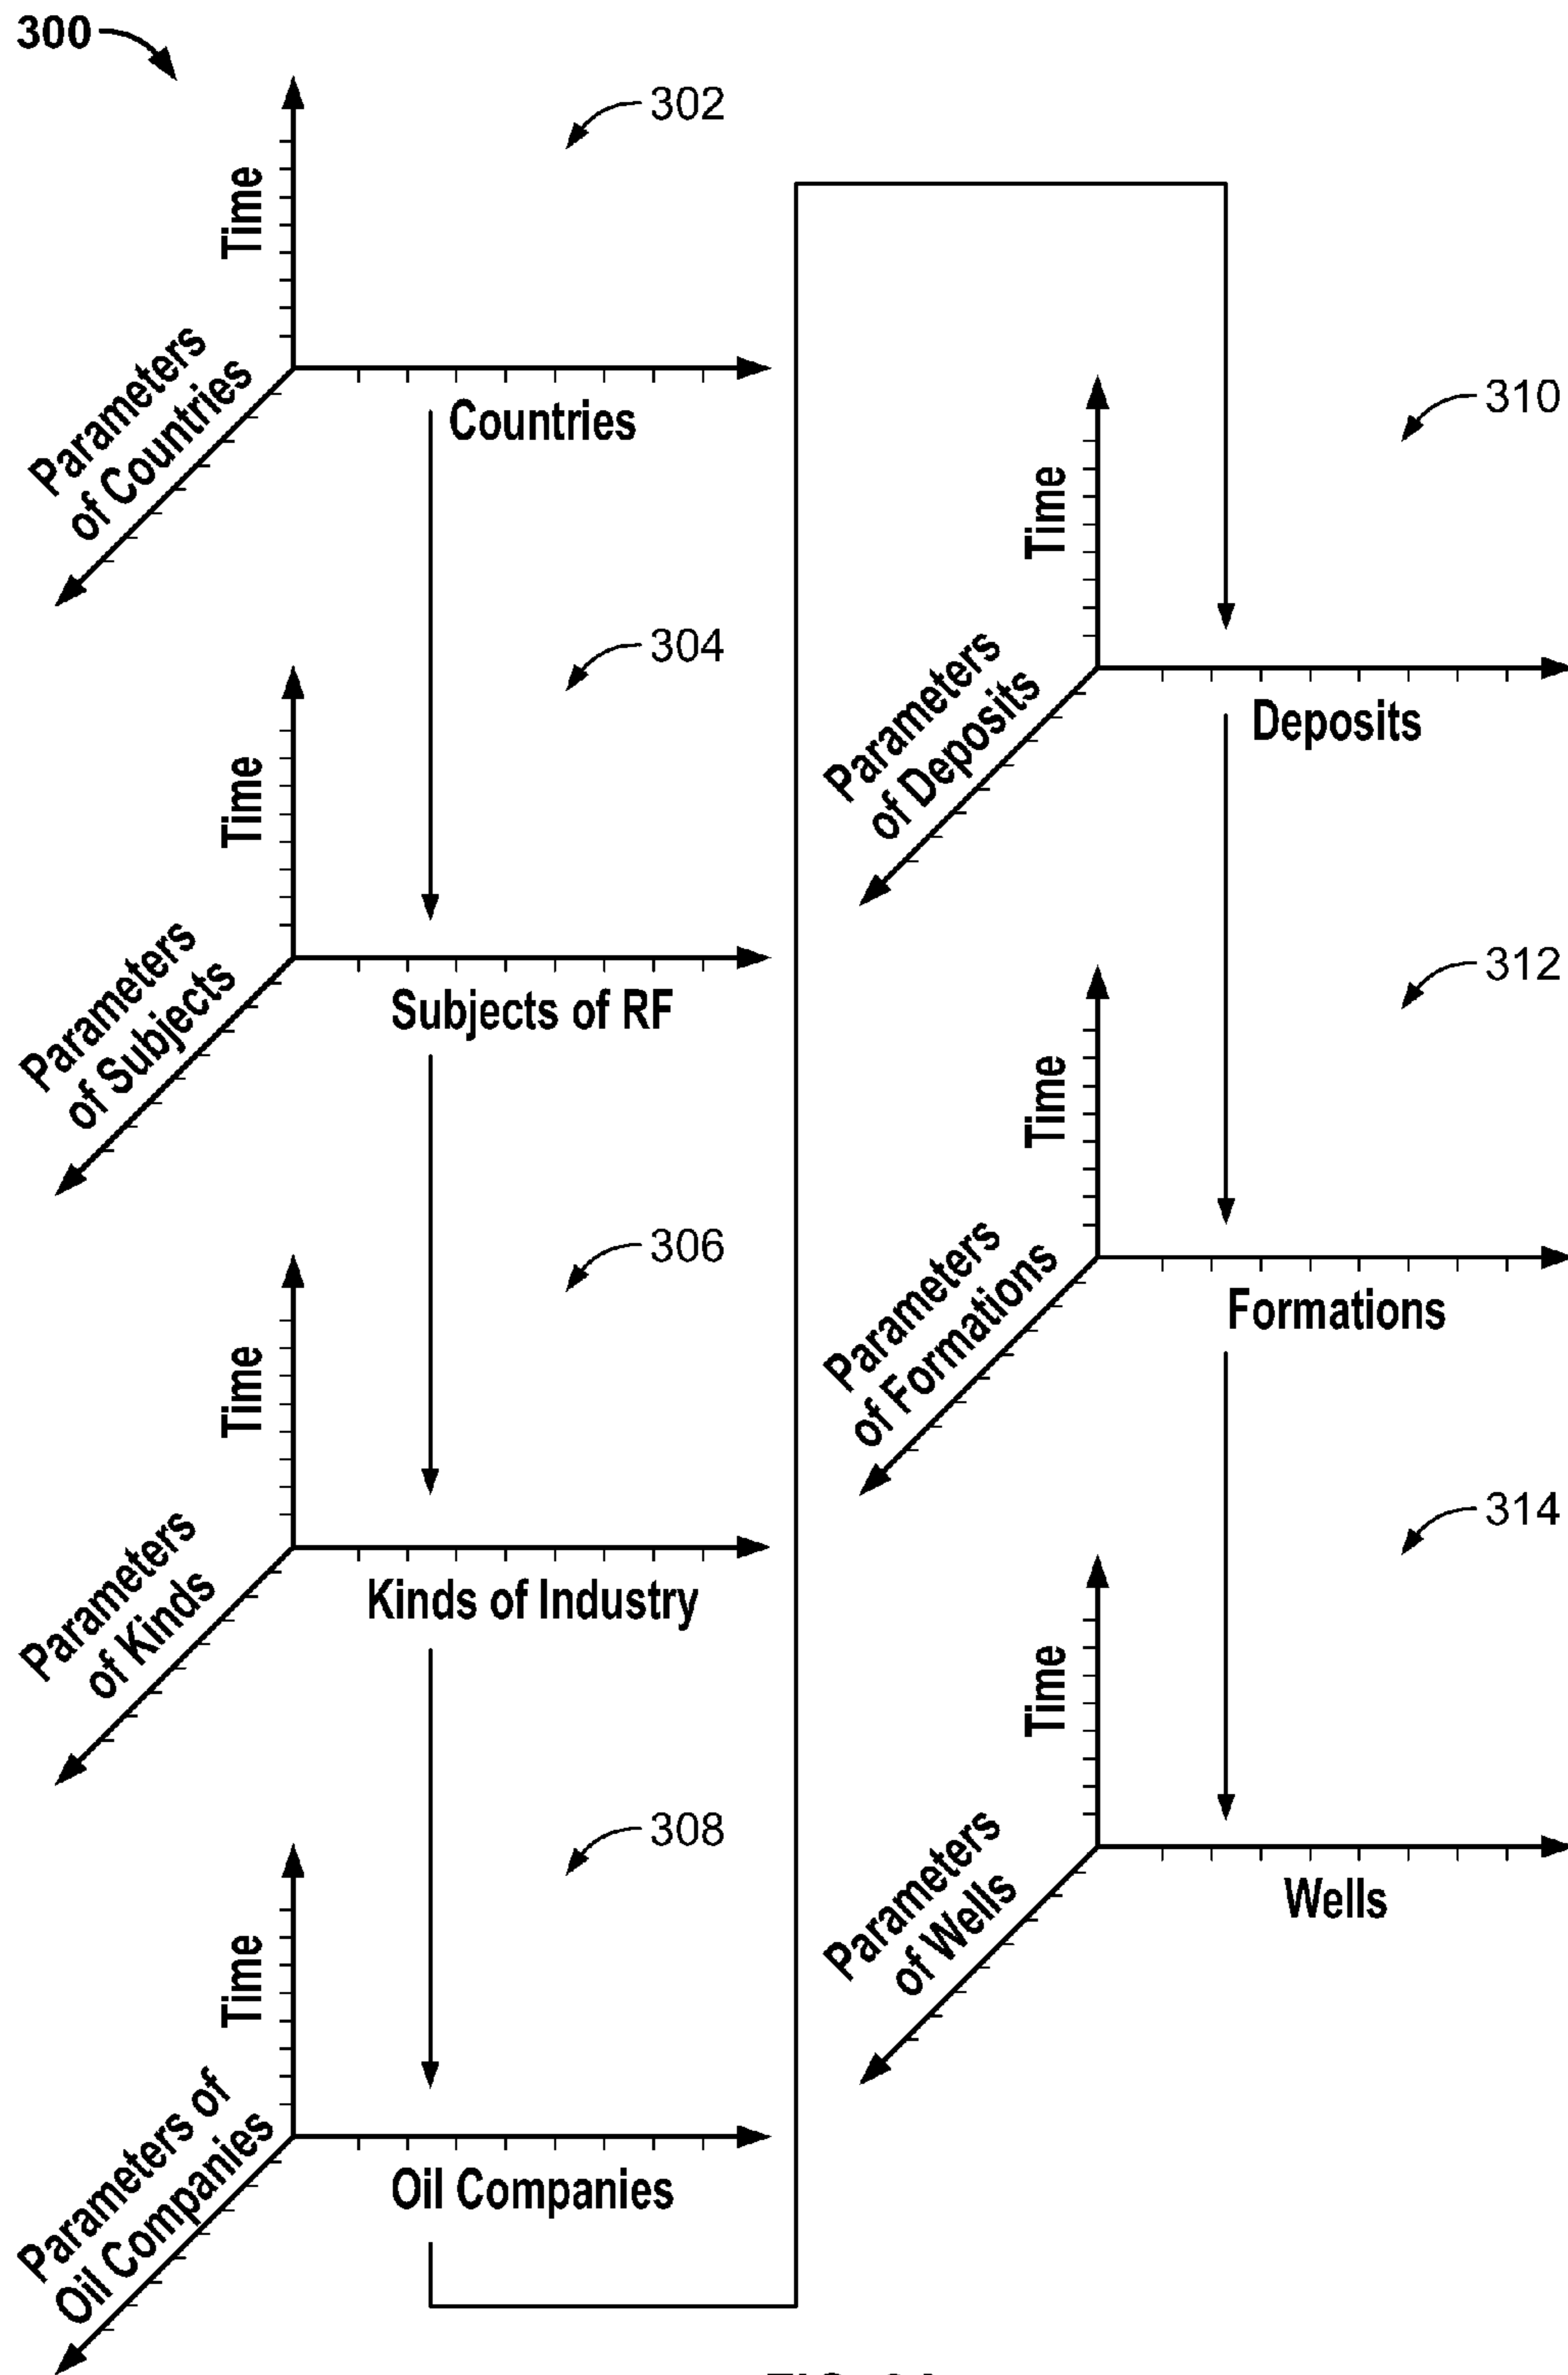 300
302
Time
Parameters
of Countries
Countries
304
Time
Parameters
of Subjects
Subjects of RF
306
Time
Parameters
of Kinds
Kinds of Industry
308
Time
Parameters of
Oil Companies
Oil Companies
310
Time
Parameters
of Deposits
Deposits
312
Time
Parameters
of Formations
Formations
314
Time
Parameters
of Wells
Wells